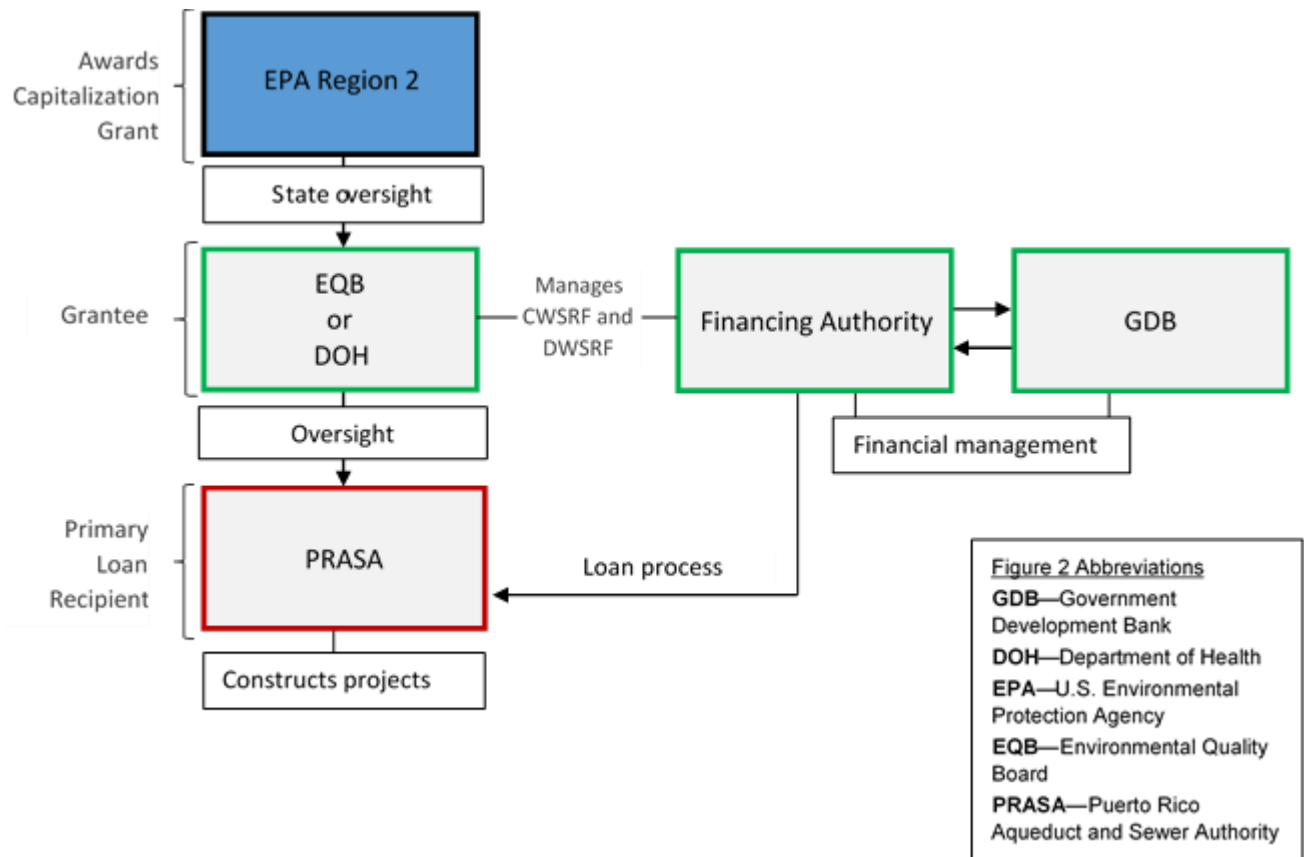 Awards
Capitalization
Grant
EPA Region 2
State oversight
Grantee
EQB
or
DOH
Manages
CWSRF and
DWSRF
Financing Authority
GDB
Oversight
Financial management
Primary
Loan
Recipient
PRASA
Loan process
Constructs projects
Figure 2 Abbreviations
GDB—Government
Development Bank
DOH—Department of Health
EPA—U.S. Environmental
Protection Agency
EQB—Environmental Quality
Board
PRASA—Puerto Rico
Aqueduct and Sewer Authority